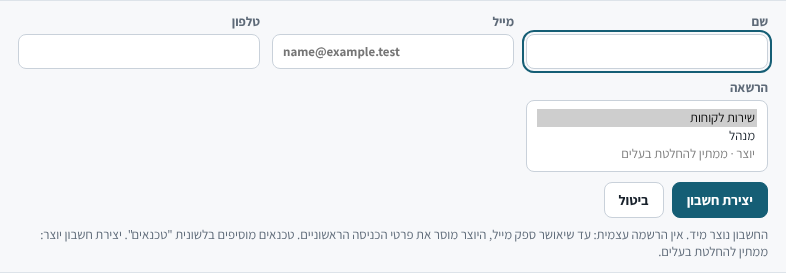 שם
מייל
טלפון
name@example.test
הרשאה
שירות לקוחות
מנהל
יוצר · ממתין להחלטת בעלים
יצירת חשבון
ביטול
החשבון נוצר מיד. אין הרשמה עצמית: עד שיאושר ספק מייל, היוצר מוסר את פרטי הכניסה הראשוניים. טכנאים מוסיפים בלשונית "טכנאים". יצירת חשבון יוצר:
ממתין להחלטת בעלים.